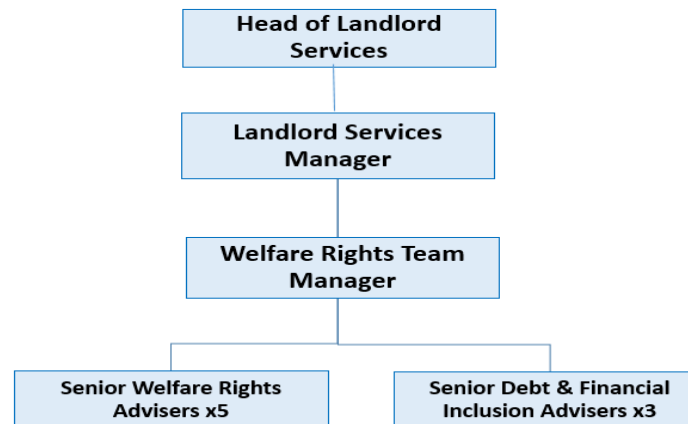 Head of Landlord
Services
Landlord Services
Manager
Welfare Rights Team
Manager
Senior Welfare Rights
Advisers x5
Senior Debt & Financial
Inclusion Advisers x3